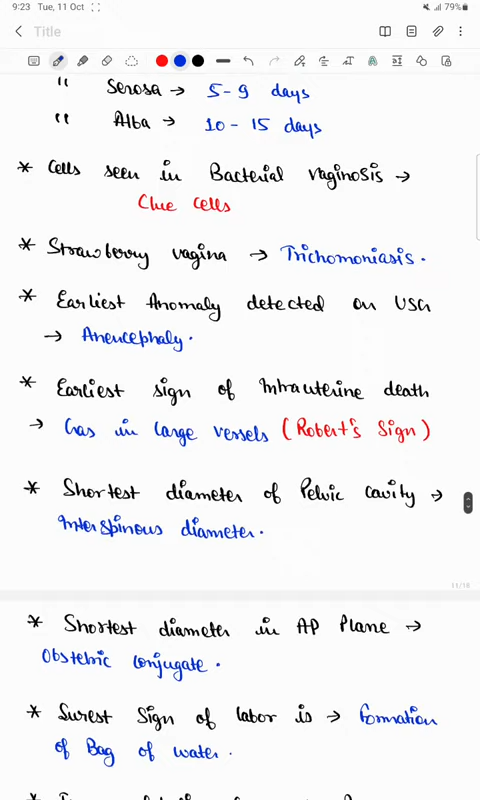 9:23 Tue, 11 Oct
79%
Title
" Serosa → 5-9 days
" Alba → 10-15 days
* Cells seen in Bacterial vaginosis →
Clue cells
* Strawberry vagina → Trichomoniasis.
* Earliest Anomaly detected on USG
→ Anencephaly.
* Earliest sign of Intrauterine death
→ Gas in large vessels (Robert's Sign)
* Shortest diameter of Pelvic cavity →
Interspinous diameter.
11/18
* Shortest diameter in AP Plane →
Obstetric conjugate.
* Surest Sign of labor is → Formation
of Bag of water.